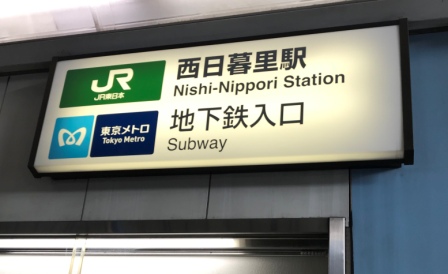 JR
JR東日本
西日暮里駅
Nishi-Nippori Station
東京メトロ
Tokyo Metro
地下鉄入口
Subway